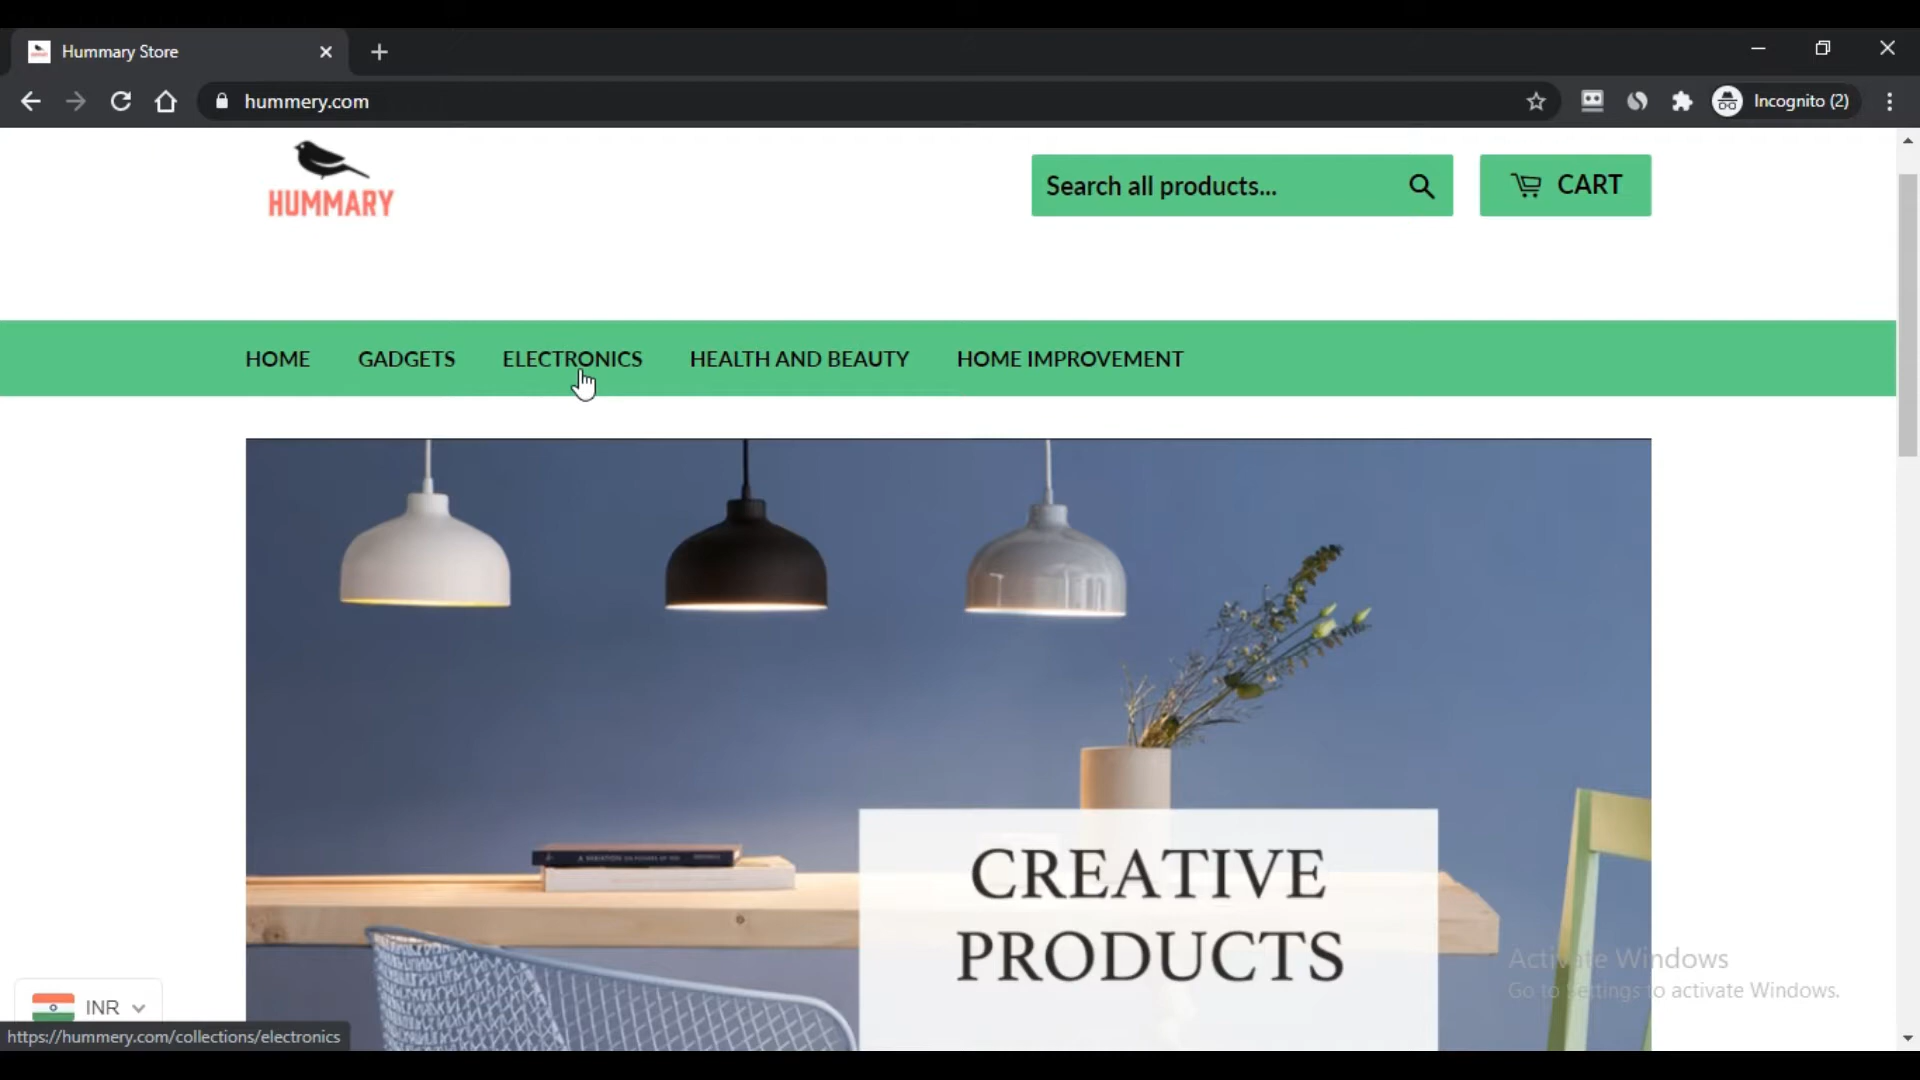 Hummary Store
hummery.com
Incognito (2)
HUMMARY
Search all products...
CART
HOME
GADGETS
ELECTRONICS
HEALTH AND BEAUTY
HOME IMPROVEMENT
CREATIVE
PRODUCTS
Activate Windows
Go to Settings to activate Windows.
INR
https://hummery.com/collections/electronics